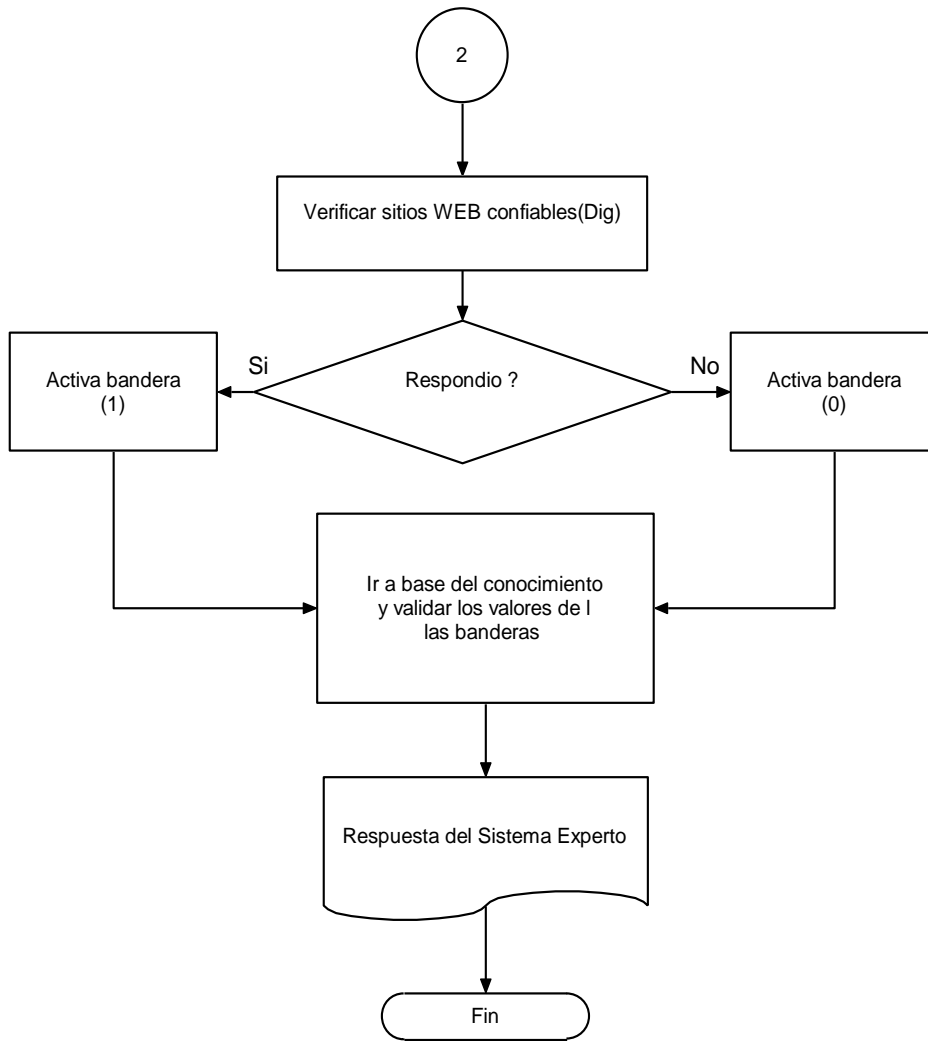 2
Verificar sitios WEB confiables(Dig)
Si
Respondio ?
No
Activa bandera
(1)
Activa bandera
(0)
Ir a base del conocimiento
y validar los valores de l
las banderas
Respuesta del Sistema Experto
Fin